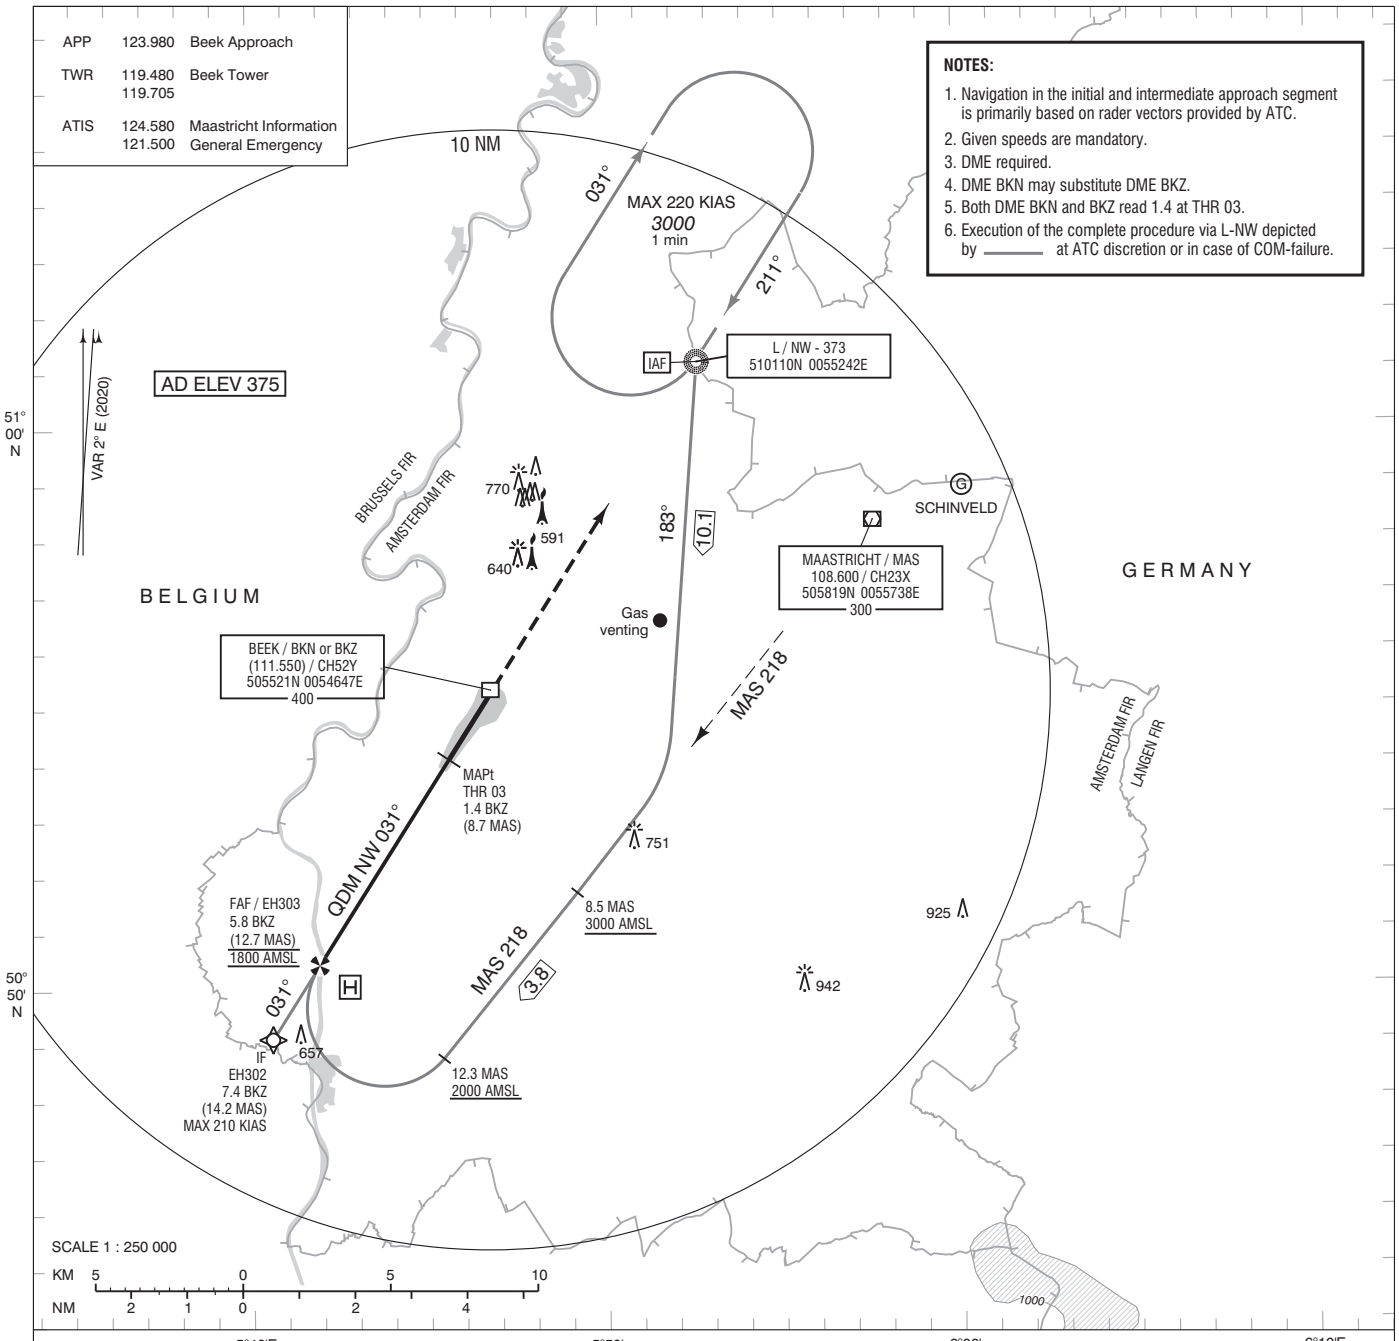 APP 123.980 Beek Approach
TWR 119.480 Beek Tower
119.705
ATIS 124.580 Maastricht Information
121.500 General Emergency
NOTES:
1. Navigation in the initial and intermediate approach segment
is primarily based on rader vectors provided by ATC.
2. Given speeds are mandatory.
3. DME required.
4. DME BKN may substitute DME BKZ.
5. Both DME BKN and BKZ read 1.4 at THR 03.
6. Execution of the complete procedure via L-NW depicted
by at ATC discretion or in case of COM-failure.
10 NM
031°
MAX 220 KIAS
3000
1 min
211°
IAF
L / NW - 373
510110N 0055242E
AD ELEV 375
VAR 2° E (2020)
51°
00'
N
BRUSSELS FIR
AMSTERDAM FIR
770
591
640
183°
10.1
G
SCHINVELD
MAASTRICHT / MAS
108.600 / CH23X
505819N 0055738E
300
GERMANY
BELGIUM
Gas
venting
BEEK / BKN or BKZ
(111.550) / CH52Y
505521N 0054647E
400
MAS 218
AMSTERDAM FIR
LANGEN FIR
MAPt
THR 03
1.4 BKZ
(8.7 MAS)
QDM NW 031°
751
FAF / EH303
5.8 BKZ
(12.7 MAS)
1800 AMSL
8.5 MAS
3000 AMSL
925
MAS 218
3.8
942
50°
50'
N
H
031°
657
IF
EH302
7.4 BKZ
(14.2 MAS)
MAX 210 KIAS
12.3 MAS
2000 AMSL
SCALE 1 : 250 000
KM 5 0 5 10
NM 2 1 0 2 4
1000